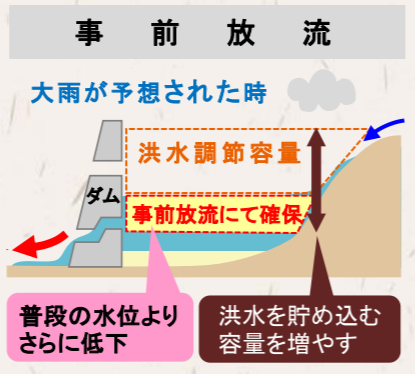 事前放流
大雨が予想された時
洪水調節容量
ダム
事前放流にて確保
普段の水位より
さらに低下
洪水を貯め込む
容量を増やす